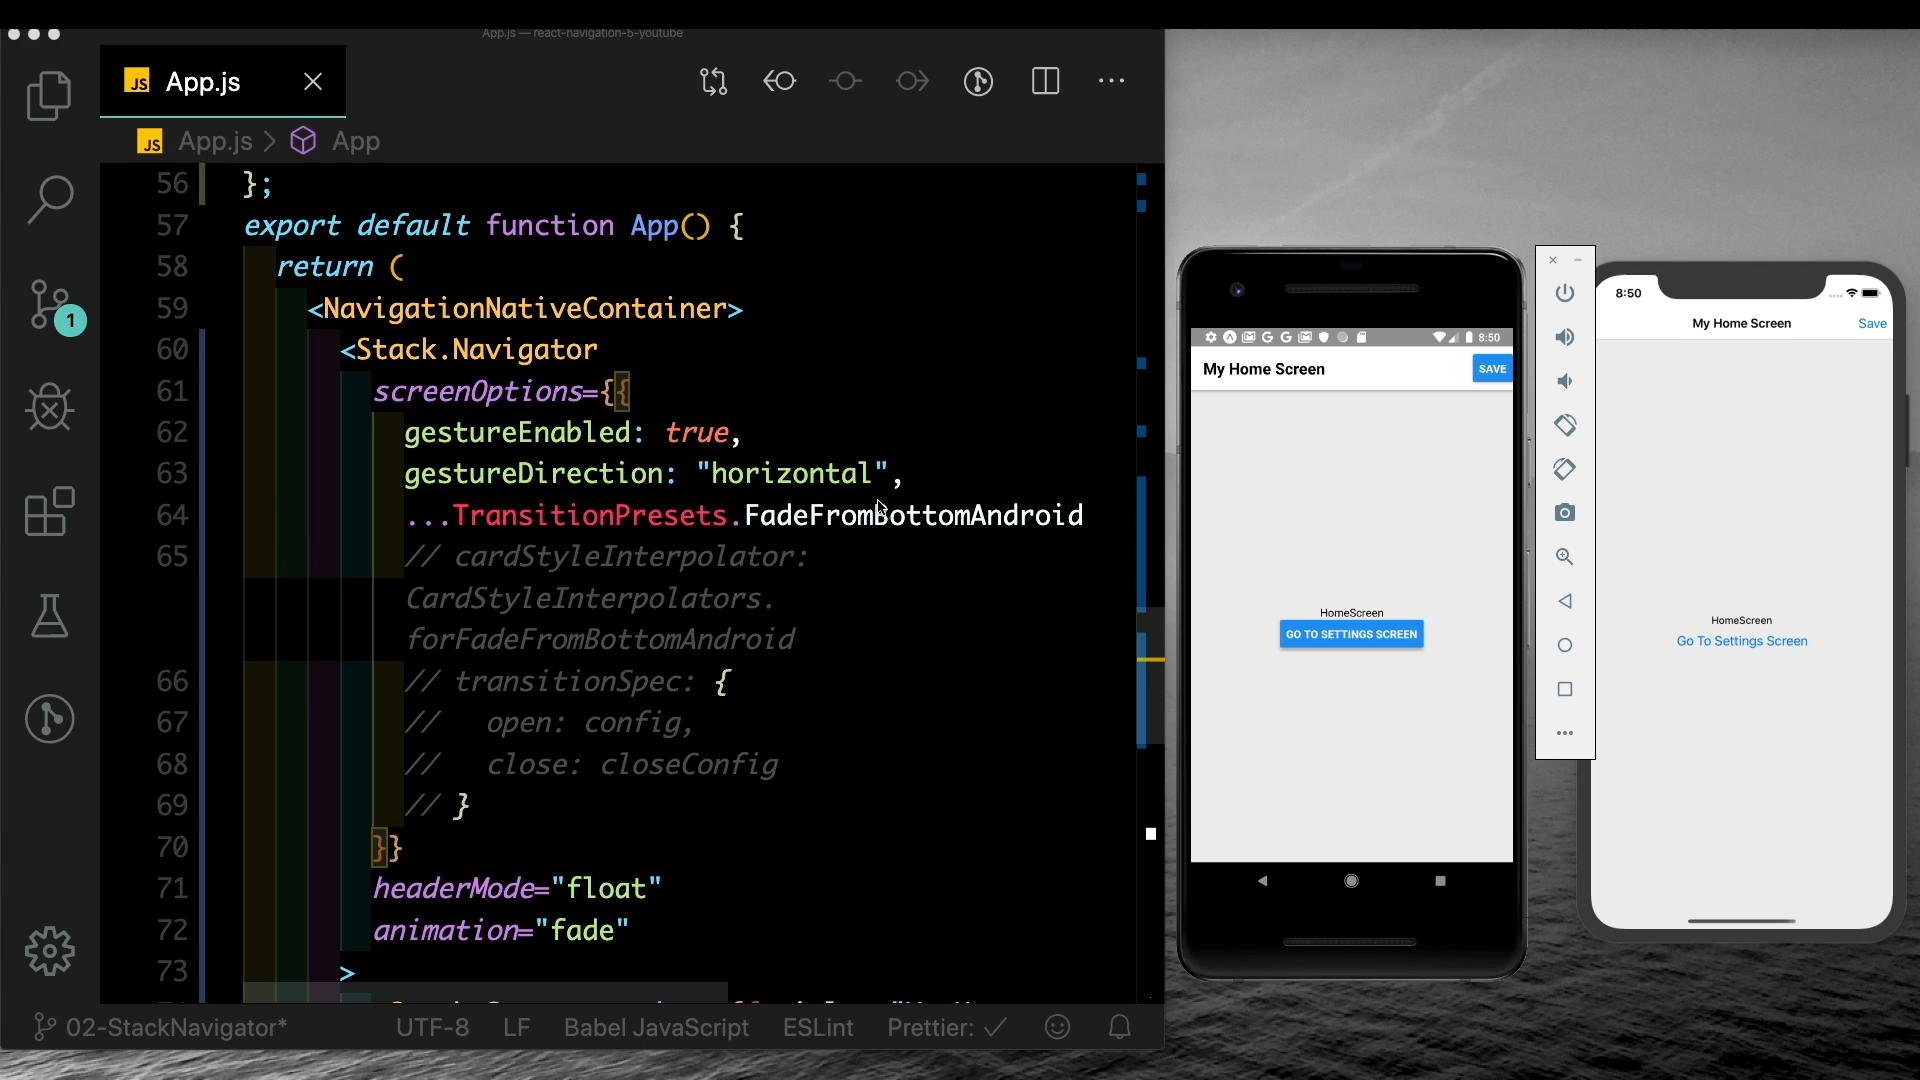 App.js — react-navigation-5-youtube
JS App.js
JS App.js > App
56 };
57 export default function App() {
58 return (
59 <NavigationNativeContainer>
60 <Stack.Navigator
61 screenOptions={{
62 gestureEnabled: true,
63 gestureDirection: "horizontal",
64 ...TransitionPresets.FadeFromBottomAndroid
65 // cardStyleInterpolator:
CardStyleInterpolators.
forFadeFromBottomAndroid
66 // transitionSpec: {
67 // open: config,
68 // close: closeConfig
69 // }
70 }}
71 headerMode="float"
72 animation="fade"
73 >
1
02-StackNavigator*
UTF-8
LF
Babel JavaScript
ESLint
Prettier: ✓
8:50
My Home Screen
SAVE
HomeScreen
GO TO SETTINGS SCREEN
8:50
My Home Screen
Save
HomeScreen
Go To Settings Screen